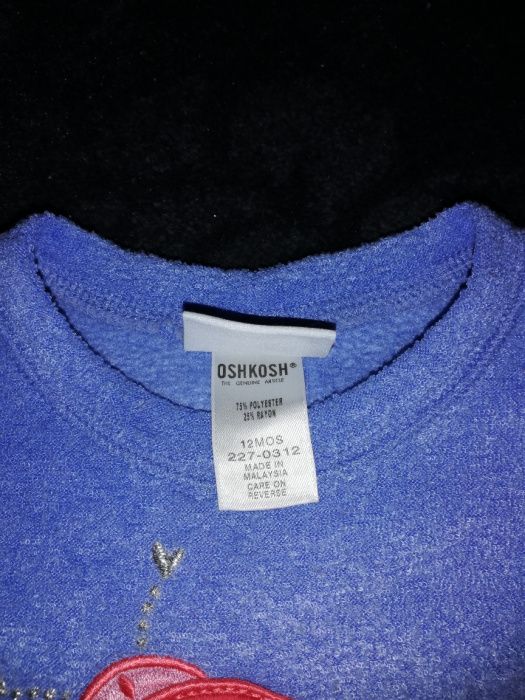 OSHKOSH®
THE GENUINE ARTICLE
75% POLYESTER
25% RAYON
12MOS
227-0312
MADE IN
MALAYSIA
CARE ON
REVERSE